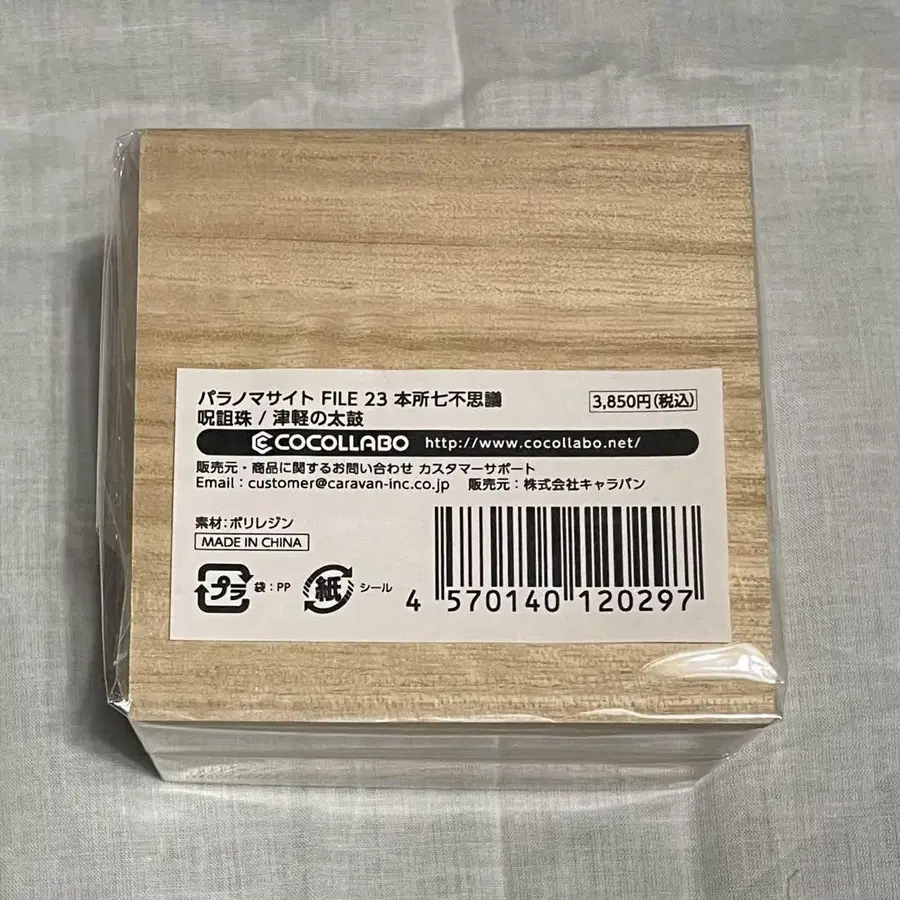 パラノマサイト FILE 23 本所七不思議
3,850円(税込)
呪詛珠 / 津軽の太鼓
COCOLLABO http://www.cocollabo.net/
販売元・商品に関するお問い合わせ カスタマーサポート
Email : customer@caravan-inc.co.jp 販売元 : 株式会社キャラバン
素材:ポリレジン
MADE IN CHINA
プラ 袋:PP 紙 シール
4 570140 120297